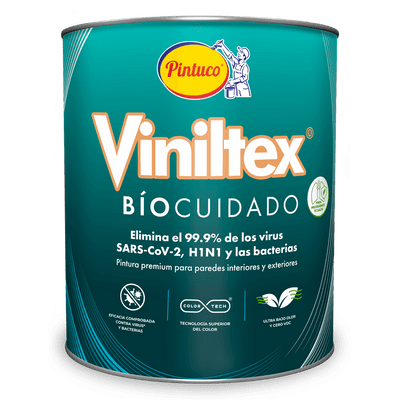 Pintuco®
Viniltex®
BÍOCUIDADO
Elimina el 99.9% de los virus
SARS-CoV-2, H1N1 y las bacterias
Pintura premium para paredes interiores y exteriores
COLOR TECH
EFICACIA COMPROBADA
CONTRA VIRUS*
Y BACTERIAS
TECNOLOGÍA SUPERIOR
DEL COLOR
ULTRA BAJO OLOR
Y CERO VOC